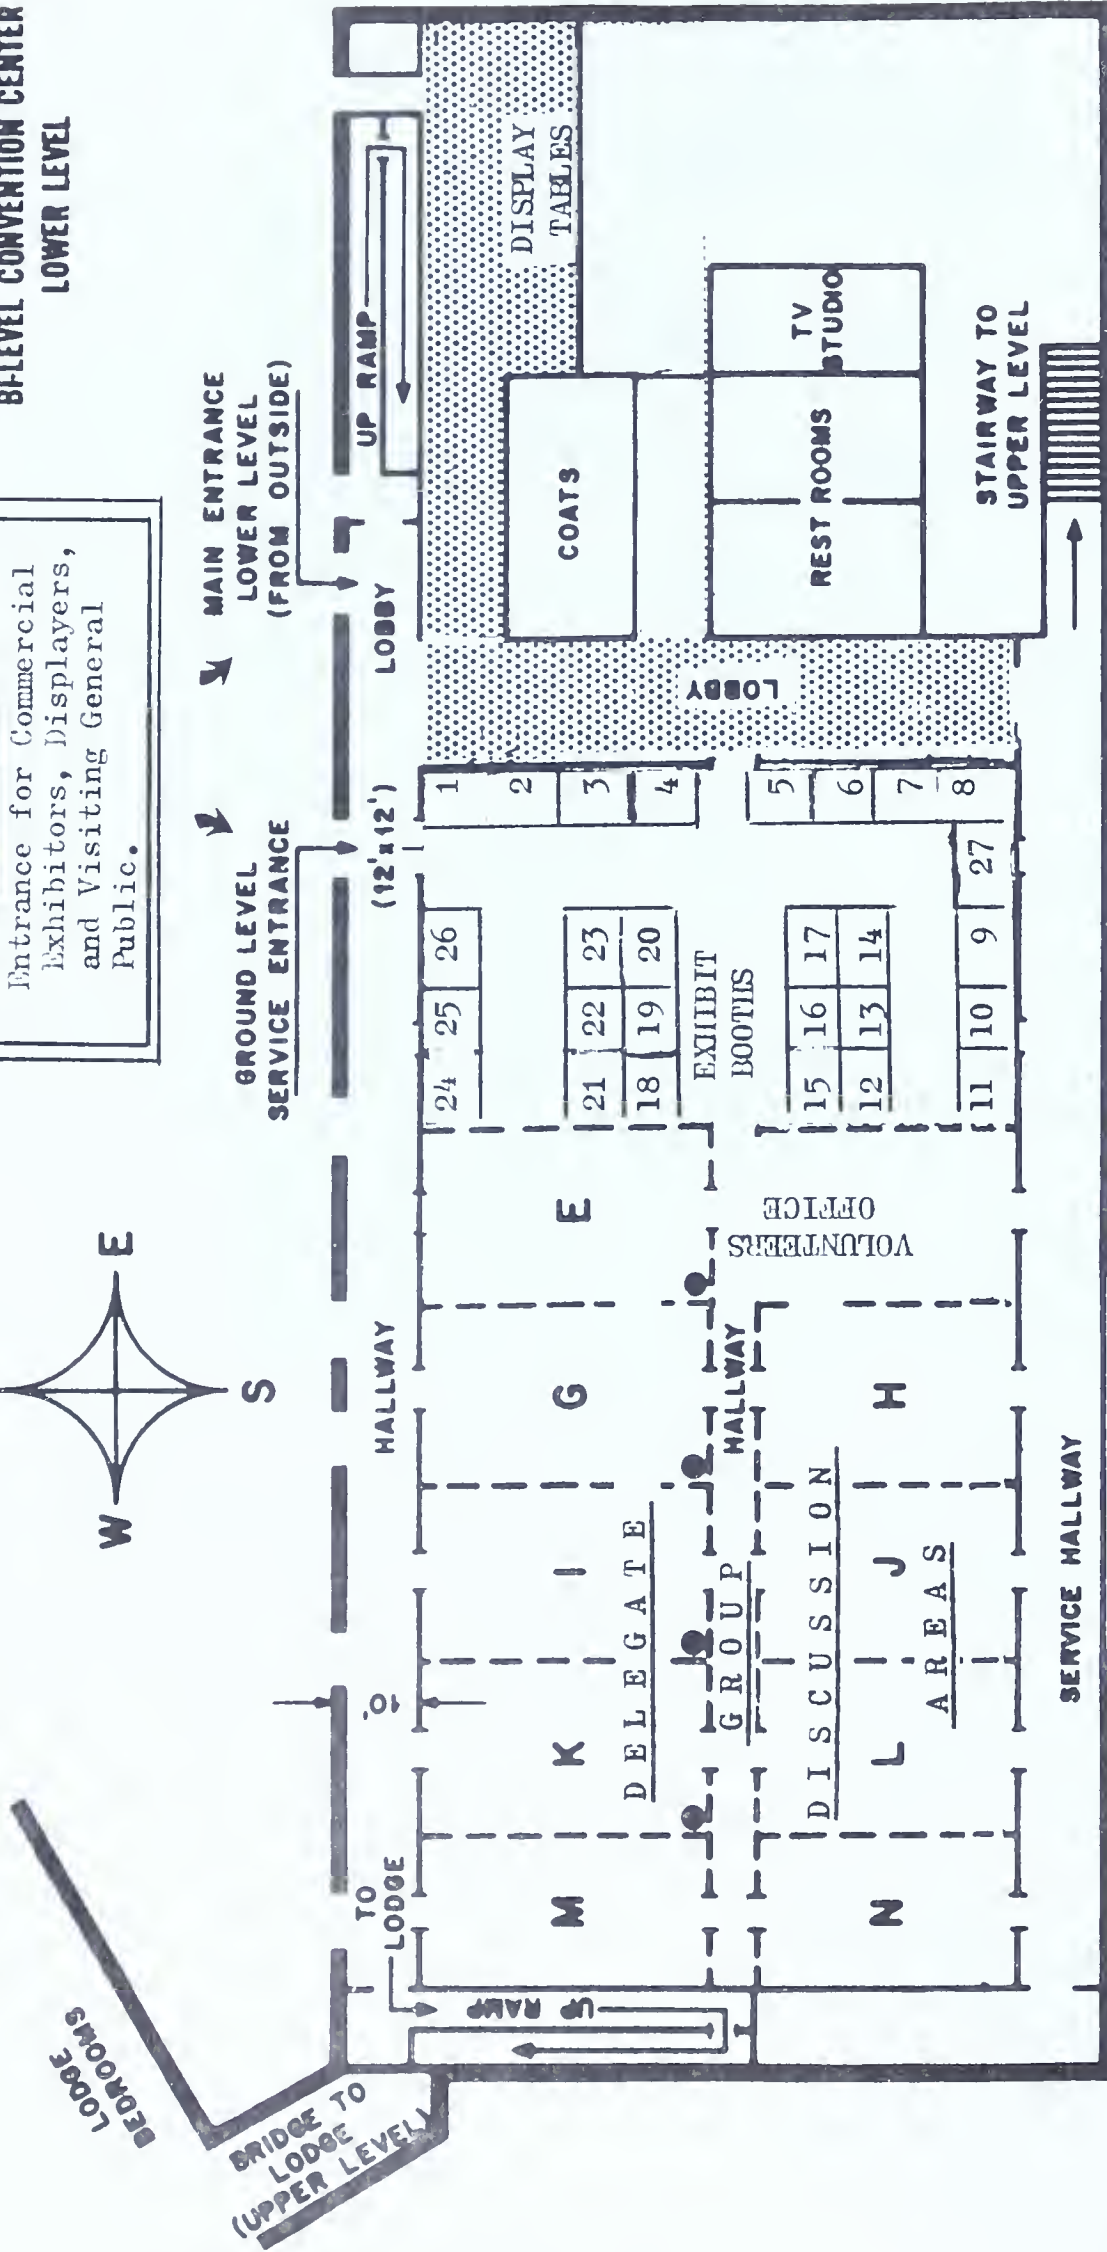 BI-LEVEL CONVENTION CENTER
LOWER LEVEL
Entrance for Commercial
Exhibitors, Displayers,
and Visiting General
Public.
W
E
S
LODGE
BEDROOMS
BRIDGE TO
LODGE
(UPPER LEVEL)
GROUND LEVEL
SERVICE ENTRANCE
MAIN ENTRANCE
LOWER LEVEL
(FROM OUTSIDE)
TO
LODGE
10'
HALLWAY
(12'x12')
LOBBY
UP RAMP
UP RAMP
M
K
I
G
E
24
25
26
1
2
3
4
21
22
23
18
19
20
DELEGATE
GROUP
HALLWAY
EXHIBIT
BOOTHS
LOBBY
COATS
DISPLAY
TABLES
DISCUSSION
AREAS
N
L
J
H
VOLUNTEERS
OFFICE
15
16
17
12
13
14
5
6
7
8
11
10
9
27
REST ROOMS
TV
STUDIO
STAIRWAY TO
UPPER LEVEL
SERVICE HALLWAY